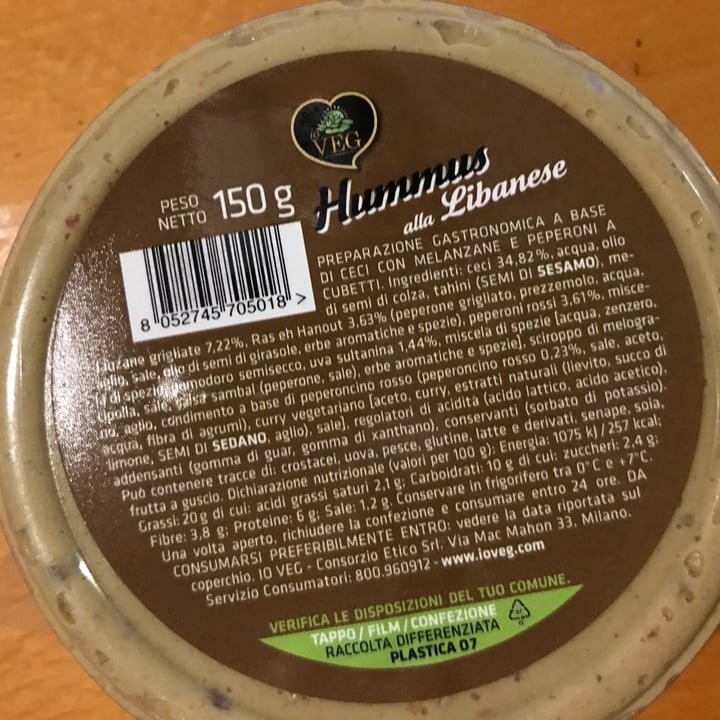 io
VEG
PESO
NETTO 150 g
Hummus
alla Libanese
8 052745 705018 >
PREPARAZIONE GASTRONOMICA A BASE
DI CECI CON MELANZANE E PEPERONI A
CUBETTI. Ingredienti: ceci 34,82%, acqua, olio
di semi di colza, tahini (SEMI DI SESAMO), me-
lanzane grigliate 7,22%, Ras eh Hanout 3,63% (peperone grigliato, prezzemolo, acqua,
aglio, sale, olio di semi di girasole, erbe aromatiche e spezie), peperoni rossi 3,61%, misce-
di spezie, pomodoro semisecco, uva sultanina 1,44%, miscela di spezie [acqua, zenzero,
cipolla, sale, salsa sambal (peperone, sale), erbe aromatiche e spezie], sciroppo di melogra-
no, aglio, condimento a base di peperoncino rosso (peperoncino rosso 0,23%, sale, aceto,
acqua, fibra di agrumi), curry vegetariano [aceto, curry, estratti naturali (lievito, succo di
limone, SEMI DI SEDANO, aglio), sale], regolatori di acidità (acido lattico, acido acetico),
addensanti (gomma di guar, gomma di xanthano), conservanti (sorbato di potassio).
Può contenere tracce di: crostacei, uova, pesce, glutine, latte e derivati, senape, soia,
frutta a guscio. Dichiarazione nutrizionale (valori per 100 g): Energia: 1075 kJ/257 kcal;
Grassi: 20 g di cui: acidi grassi saturi 2,1 g; Carboidrati: 10 g di cui: zuccheri: 2,4 g;
Fibre: 3,8 g; Proteine: 6 g; Sale: 1,2 g. Conservare in frigorifero tra 0°C e +7°C.
Una volta aperto, richiudere la confezione e consumare entro 24 ore. DA
CONSUMARSI PREFERIBILMENTE ENTRO: vedere la data riportata sul
coperchio. IO VEG - Consorzio Etico Srl. Via Mac Mahon 33. Milano.
Servizio Consumatori: 800.960912 - www.ioveg.com
VERIFICA LE DISPOSIZIONI DEL TUO COMUNE.
TAPPO / FILM / CONFEZIONE
RACCOLTA DIFFERENZIATA
PLASTICA 07